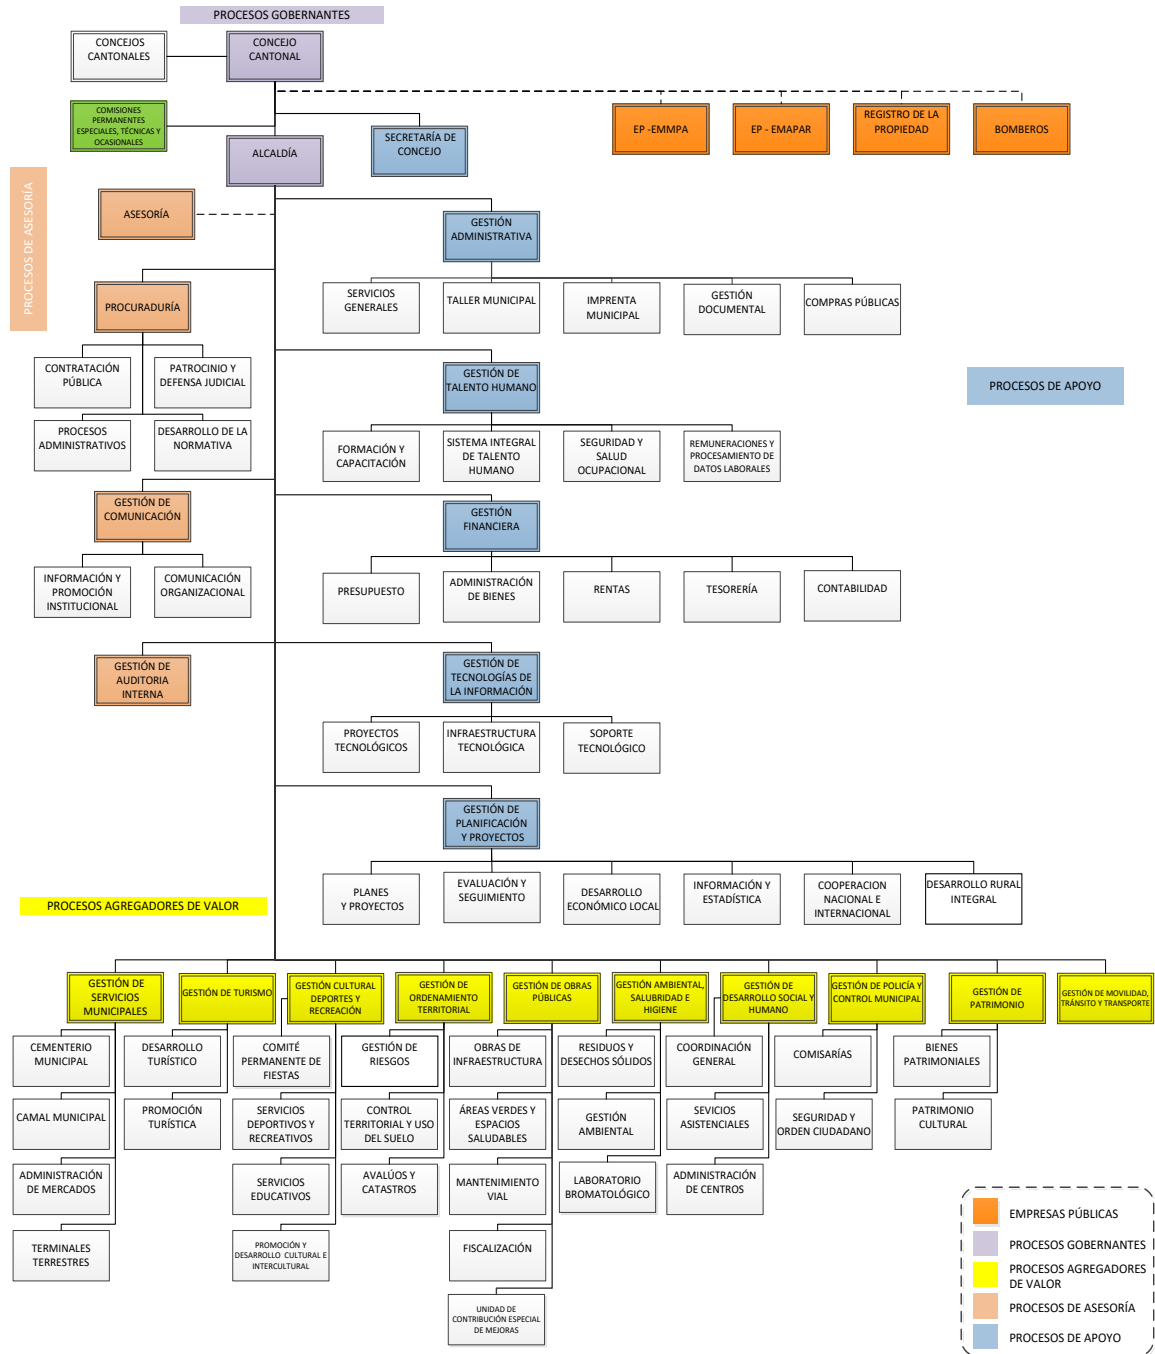 PROCESOS GOBERNANTES
CONCEJOS
CANTONALES
CONCEJO
CANTONAL
COMISIONES
PERMANENTES
ESPECIALES, TÉCNICAS Y
OCASIONALES
SECRETARÍA DE
CONCEJO
EP -EMMPA
EP - EMAPAR
REGISTRO DE LA
PROPIEDAD
BOMBEROS
ALCALDÍA
PROCESOS DE ASESORÍA
ASESORÍA
GESTIÓN
ADMINISTRATIVA
SERVICIOS
GENERALES
TALLER MUNICIPAL
IMPRENTA
MUNICIPAL
GESTIÓN
DOCUMENTAL
COMPRAS PÚBLICAS
PROCURADURÍA
CONTRATACIÓN
PÚBLICA
PATROCINIO Y
DEFENSA JUDICIAL
PROCESOS
ADMINISTRATIVOS
DESARROLLO DE LA
NORMATIVA
GESTIÓN DE
TALENTO HUMANO
PROCESOS DE APOYO
FORMACIÓN Y
CAPACITACIÓN
SISTEMA INTEGRAL
DE TALENTO
HUMANO
SEGURIDAD Y
SALUD
OCUPACIONAL
REMUNERACIONES Y
PROCESAMIENTO DE
DATOS LABORALES
GESTIÓN DE
COMUNICACIÓN
INFORMACIÓN Y
PROMOCIÓN
INSTITUCIONAL
COMUNICACIÓN
ORGANIZACIONAL
GESTIÓN
FINANCIERA
PRESUPUESTO
ADMINISTRACIÓN
DE BIENES
RENTAS
TESORERÍA
CONTABILIDAD
GESTIÓN DE
AUDITORIA
INTERNA
GESTIÓN DE
TECNOLOGÍAS DE
LA INFORMACIÓN
PROYECTOS
TECNOLÓGICOS
INFRAESTRUCTURA
TECNOLÓGICA
SOPORTE
TECNOLÓGICO
GESTIÓN DE
PLANIFICACIÓN
Y PROYECTOS
PLANES
Y PROYECTOS
EVALUACIÓN Y
SEGUIMIENTO
DESARROLLO
ECONÓMICO LOCAL
INFORMACIÓN Y
ESTADÍSTICA
COOPERACION
NACIONAL E
INTERNACIONAL
DESARROLLO RURAL
INTEGRAL
PROCESOS AGREGADORES DE VALOR
GESTIÓN DE
SERVICIOS
MUNICIPALES
GESTIÓN DE TURISMO
GESTIÓN CULTURAL
DEPORTES Y
RECREACIÓN
GESTIÓN DE
ORDENAMIENTO
TERRITORIAL
GESTIÓN DE OBRAS
PÚBLICAS
GESTIÓN AMBIENTAL,
SALUBRIDAD E
HIGIENE
GESTIÓN DE
DESARROLLO SOCIAL Y
HUMANO
GESTIÓN DE POLICÍA Y
CONTROL MUNICIPAL
GESTIÓN DE
PATRIMONIO
GESTIÓN DE MOVILIDAD,
TRÁNSITO Y TRANSPORTE
CEMENTERIO
MUNICIPAL
DESARROLLO
TURÍSTICO
COMITÉ
PERMANENTE DE
FIESTAS
GESTIÓN DE
RIESGOS
OBRAS DE
INFRAESTRUCTURA
RESIDUOS Y
DESECHOS SÓLIDOS
COORDINACIÓN
GENERAL
COMISARÍAS
BIENES
PATRIMONIALES
CAMAL MUNICIPAL
PROMOCIÓN
TURÍSTICA
SERVICIOS
DEPORTIVOS Y
RECREATIVOS
CONTROL
TERRITORIAL Y USO
DEL SUELO
ÁREAS VERDES Y
ESPACIOS
SALUDABLES
GESTIÓN
AMBIENTAL
SEVICIOS
ASISTENCIALES
SEGURIDAD Y
ORDEN CIUDADANO
PATRIMONIO
CULTURAL
ADMINISTRACIÓN
DE MERCADOS
SERVICIOS
EDUCATIVOS
AVALÚOS Y
CATASTROS
MANTENIMIENTO
VIAL
LABORATORIO
BROMATOLÓGICO
ADMINISTRACIÓN
DE CENTROS
TERMINALES
TERRESTRES
PROMOCIÓN Y
DESARROLLO CULTURAL E
INTERCULTURAL
FISCALIZACIÓN
UNIDAD DE
CONTRIBUCIÓN ESPECIAL
DE MEJORAS
EMPRESAS PÚBLICAS
PROCESOS GOBERNANTES
PROCESOS AGREGADORES
DE VALOR
PROCESOS DE ASESORÍA
PROCESOS DE APOYO